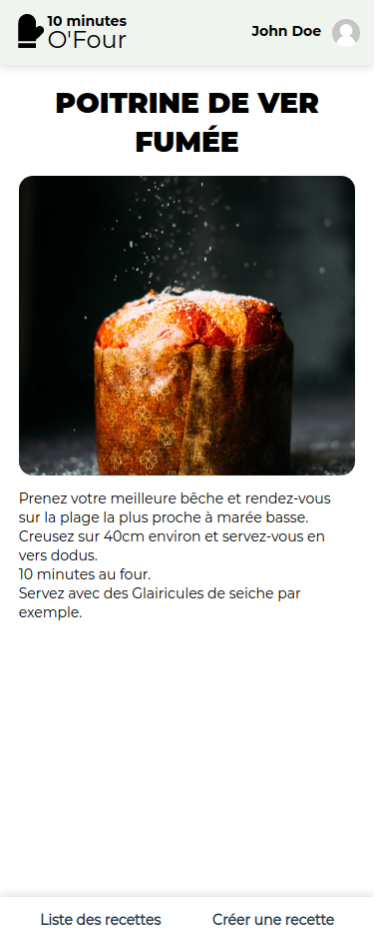 10 minutes
O'Four
John Doe
POITRINE DE VER
FUMÉE
Prenez votre meilleure bêche et rendez-vous
sur la plage la plus proche à marée basse.
Creusez sur 40cm environ et servez-vous en
vers dodus.
10 minutes au four.
Servez avec des Glairicules de seiche par
exemple.
Liste des recettes
Créer une recette